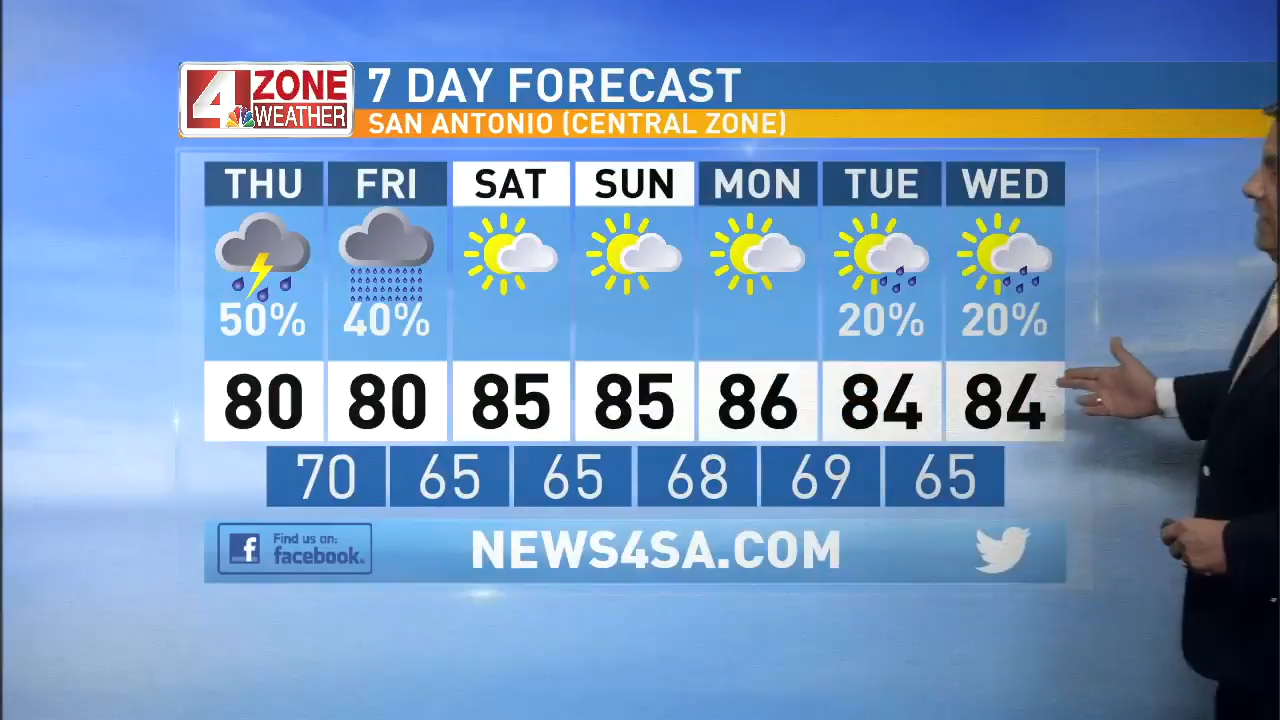 4 ZONE WEATHER
7 DAY FORECAST
SAN ANTONIO (CENTRAL ZONE)
THU FRI SAT SUN MON TUE WED
50% 40% 20% 20%
80 80 85 85 86 84 84
70 65 65 68 69 65
f Find us on: facebook.
NEWS4SA.COM